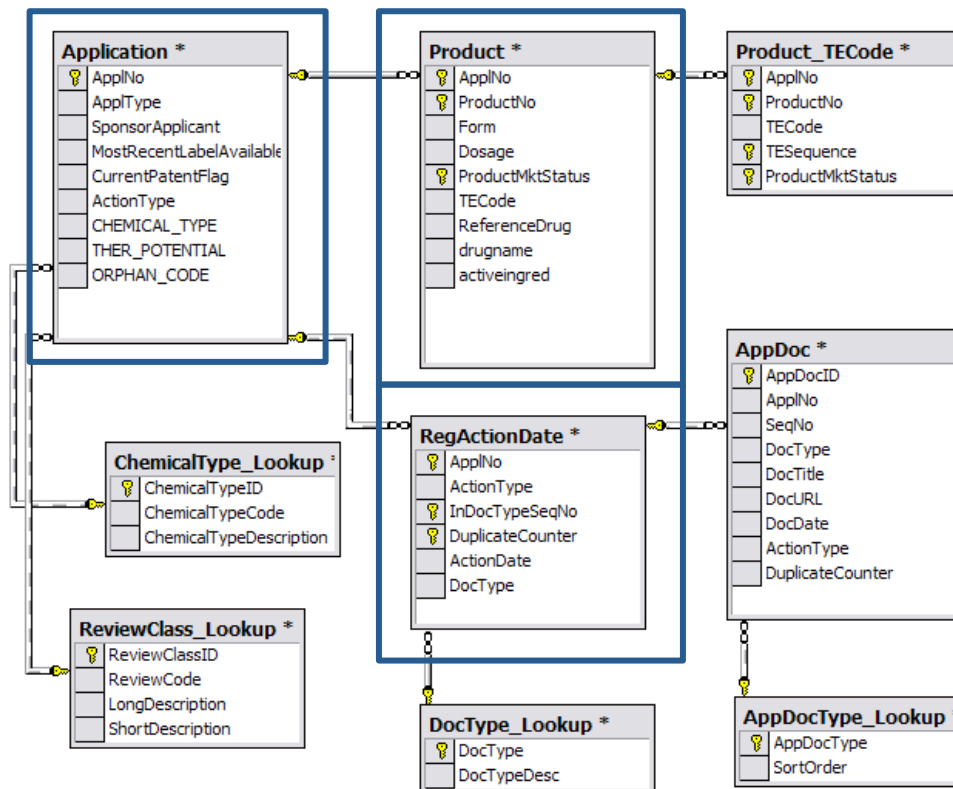 Application *
ApplNo
ApplType
SponsorApplicant
MostRecentLabelAvailable
CurrentPatentFlag
ActionType
CHEMICAL_TYPE
THER_POTENTIAL
ORPHAN_CODE
Product *
ApplNo
ProductNo
Form
Dosage
ProductMktStatus
TECode
ReferenceDrug
drugname
activeingred
Product_TECode *
ApplNo
ProductNo
TECode
TESequence
ProductMktStatus
ChemicalType_Lookup *
ChemicalTypeID
ChemicalTypeCode
ChemicalTypeDescription
RegActionDate *
ApplNo
ActionType
InDocTypeSeqNo
DuplicateCounter
ActionDate
DocType
AppDoc *
AppDocID
ApplNo
SeqNo
DocType
DocTitle
DocURL
DocDate
ActionType
DuplicateCounter
ReviewClass_Lookup *
ReviewClassID
ReviewCode
LongDescription
ShortDescription
DocType_Lookup *
DocType
DocTypeDesc
AppDocType_Lookup
AppDocType
SortOrder